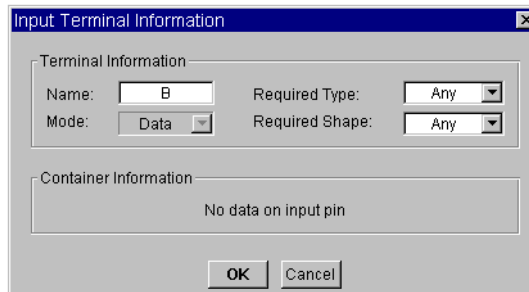 Input Terminal Information
Terminal Information
Name: B Required Type: Any
Mode: Data Required Shape: Any
Container Information
No data on input pin
OK Cancel